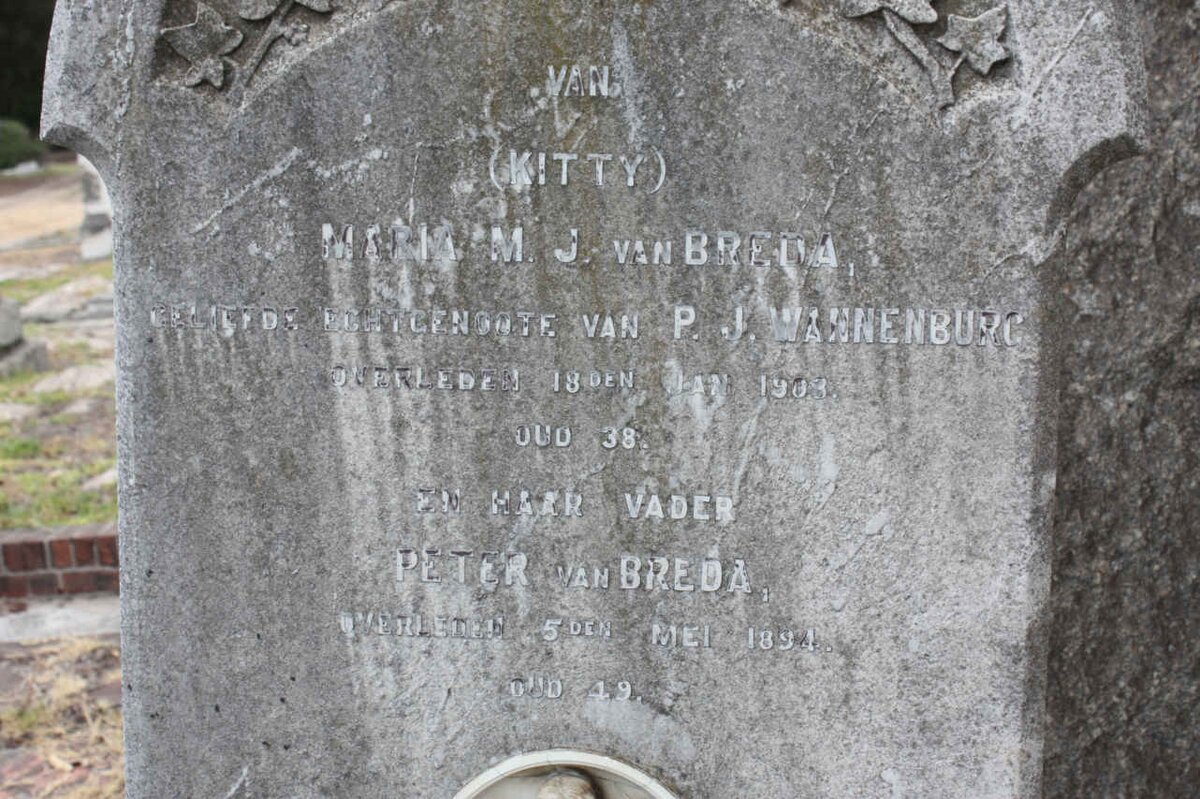 VAN
(KITTY)
MARIA M. J. VAN BREDA,
GELIEFDE ECHTGENOOTE VAN P. J. WANNENBURG
OVERLEDEN 18DEN JAN 1903.
OUD 38.
EN HAAR VADER
PETER VAN BREDA,
OVERLEDEN 5DEN MEI 1894.
OUD 49.